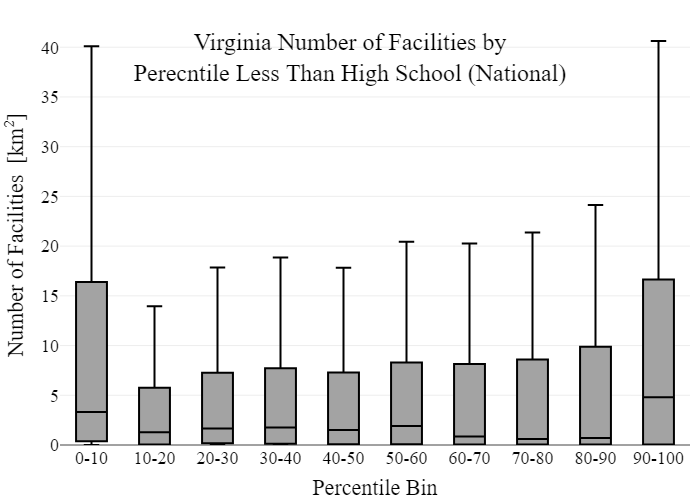 Virginia Number of Facilities by
Perecntile Less Than High School (National)
Number of Facilities [km²]
40
35
30
25
20
15
10
5
0
0-10 10-20 20-30 30-40 40-50 50-60 60-70 70-80 80-90 90-100
Percentile Bin